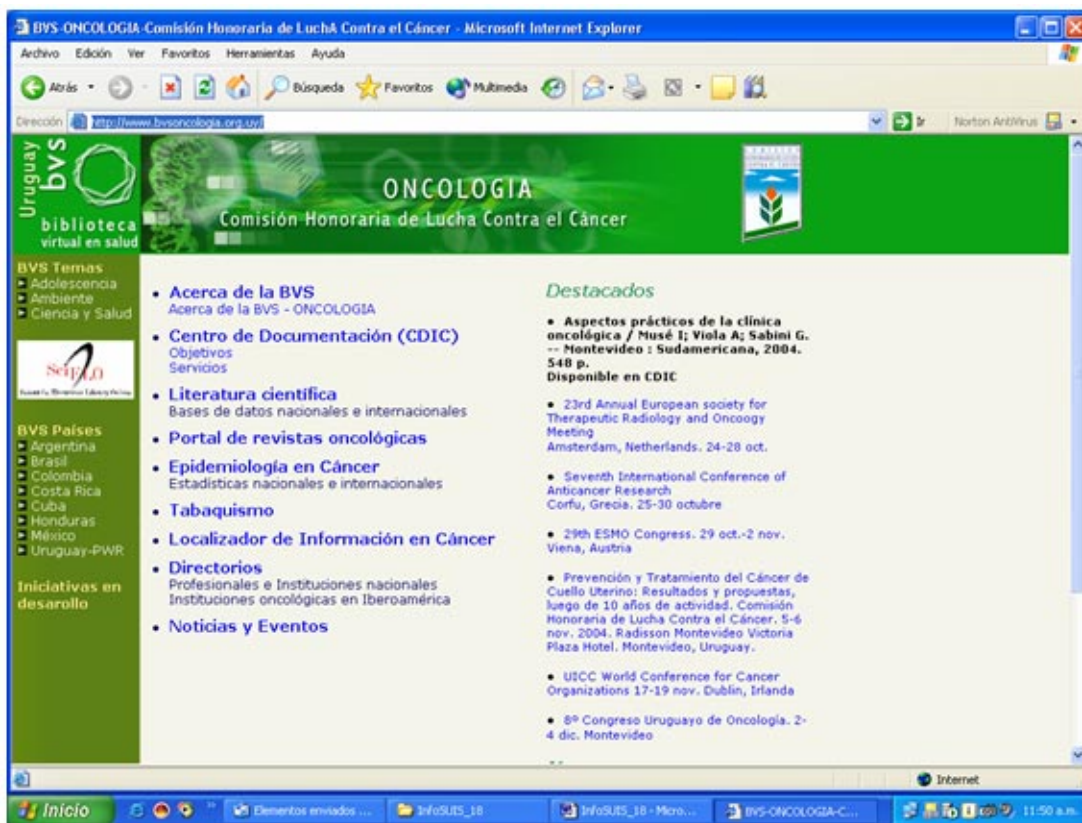 BVS-ONCOLOGIA-Comisión Honoraria de LuchA Contra el Cáncer - Microsoft Internet Explorer
Archivo Edición Ver Favoritos Herramientas Ayuda
Atrás Búsqueda Favoritos Multimedia
Dirección http://www.bvsoncologia.org.uy/ Ir Norton AntiVirus
Uruguay
bvs
biblioteca
virtual en salud
ONCOLOGIA
Comisión Honoraria de Lucha Contra el Cáncer
BVS Temas
Adolescencia
Ambiente
Ciencia y Salud
SciELO
BVS Países
Argentina
Brasil
Colombia
Costa Rica
Cuba
Honduras
México
Uruguay-PWR
Iniciativas en
desarollo
• Acerca de la BVS
Acerca de la BVS - ONCOLOGIA
• Centro de Documentación (CDIC)
Objetivos
Servicios
• Literatura científica
Bases de datos nacionales e internacionales
• Portal de revistas oncológicas
• Epidemiología en Cáncer
Estadísticas nacionales e internacionales
• Tabaquismo
• Localizador de Información en Cáncer
• Directorios
Profesionales e Instituciones nacionales
Instituciones oncológicas en Iberoamérica
• Noticias y Eventos
Destacados
• Aspectos prácticos de la clínica
oncológica / Musé I; Viola A; Sabini G.
-- Montevideo : Sudamericana, 2004.
548 p.
Disponible en CDIC
• 23rd Annual European society for
Therapeutic Radiology and Oncoogy
Meeting
Amsterdam, Netherlands. 24-28 oct.
• Seventh International Conference of
Anticancer Research
Corfu, Grecia. 25-30 octubre
• 29th ESMO Congress. 29 oct.-2 nov.
Viena, Austria
• Prevención y Tratamiento del Cáncer de
Cuello Uterino: Resultados y propuestas,
luego de 10 años de actividad. Comisión
Honoraria de Lucha Contra el Cáncer. 5-6
nov. 2004. Radisson Montevideo Victoria
Plaza Hotel. Montevideo, Uruguay.
• UICC World Conference for Cancer
Organizations 17-19 nov. Dublin, Irlanda
• 8º Congreso Uruguayo de Oncología. 2-
4 dic. Montevideo
Internet
Inicio Elementos enviados ... InfoSUIS_18 InfoSUIS_18 - Micro... BVS-ONCOLOGIA-C... 11:50 a.m.